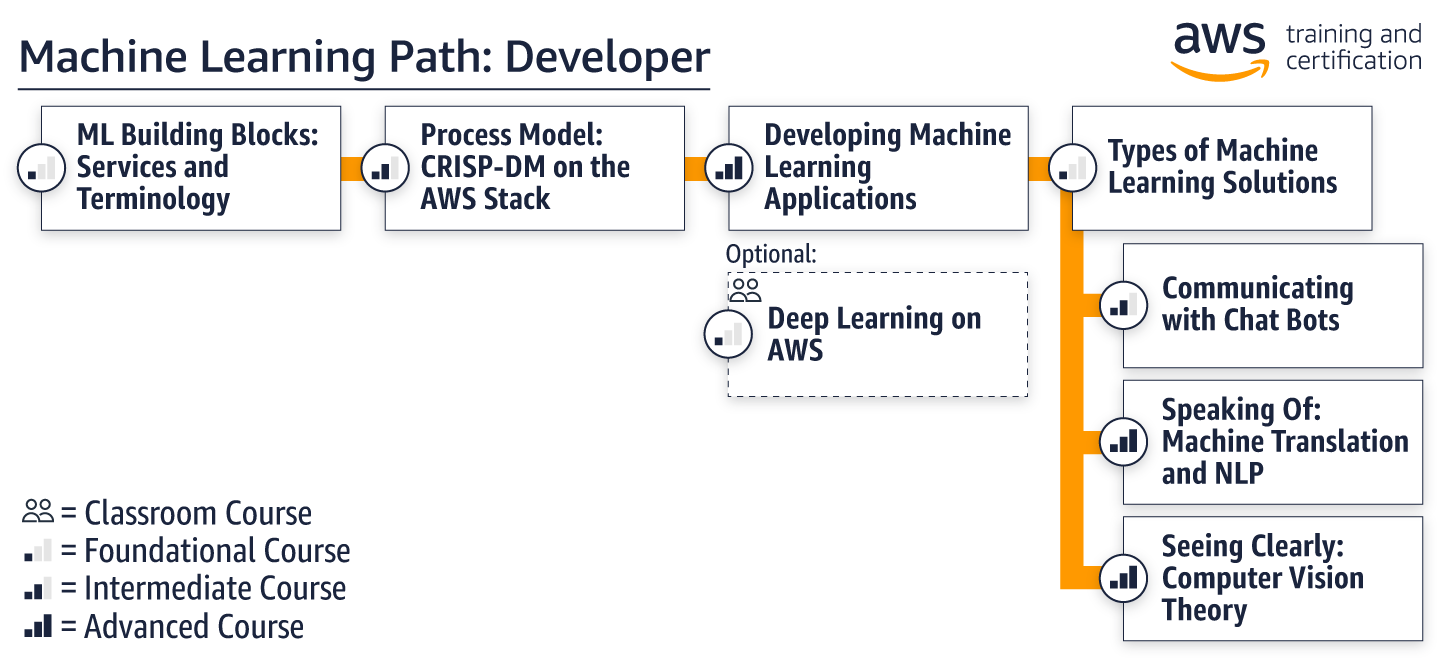 Machine Learning Path: Developer
aws training and
certification
ML Building Blocks:
Services and
Terminology
Process Model:
CRISP-DM on the
AWS Stack
Developing Machine
Learning
Applications
Types of Machine
Learning Solutions
Optional:
Deep Learning on
AWS
Communicating
with Chat Bots
Speaking Of:
Machine Translation
and NLP
Seeing Clearly:
Computer Vision
Theory
= Classroom Course
= Foundational Course
= Intermediate Course
= Advanced Course